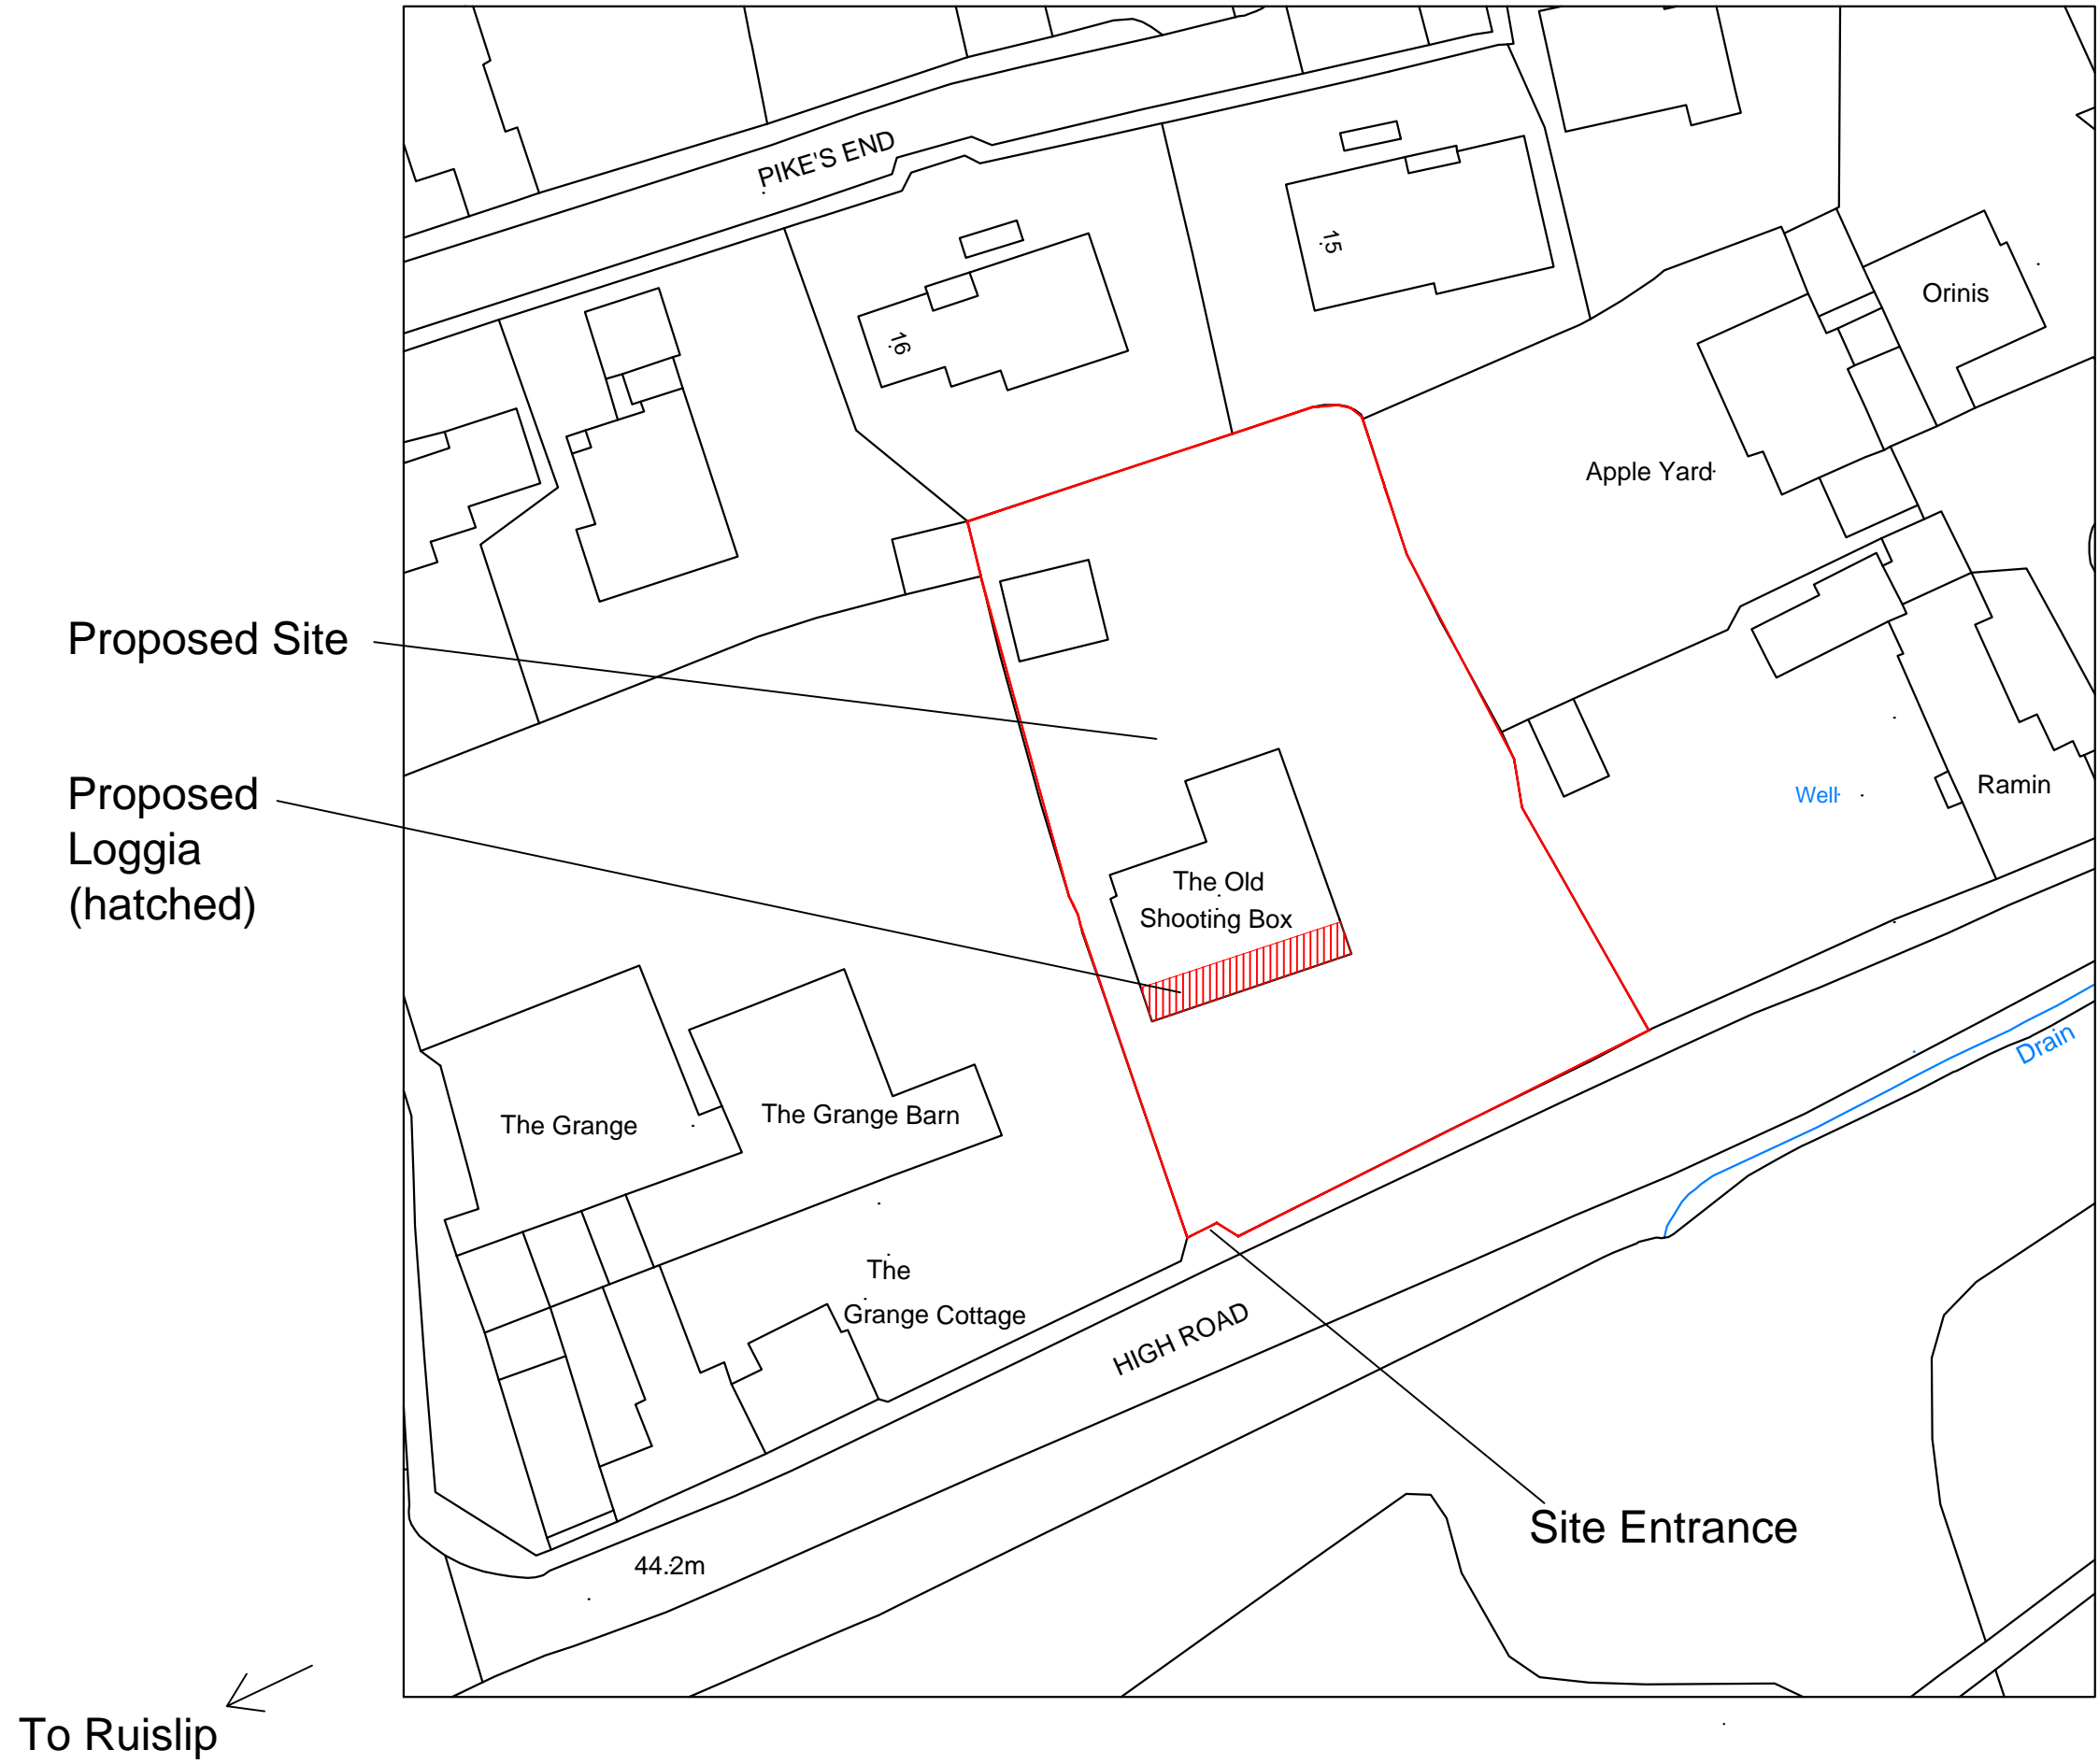 PIKE'S END
15
16
Orinis
Apple Yard
Proposed Site
Proposed
Loggia
(hatched)
Well
Ramin
The Old
Shooting Box
Drain
The Grange
The Grange Barn
The
Grange Cottage
HIGH ROAD
Site Entrance
44.2m
To Ruislip